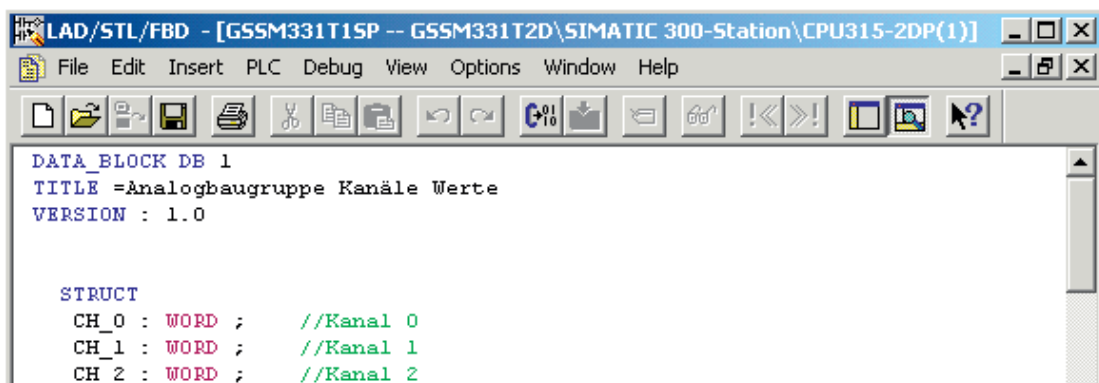 LAD/STL/FBD - [GSSM331T1SP -- GSSM331T2D\SIMATIC 300-Station\CPU315-2DP(1)]
File Edit Insert PLC Debug View Options Window Help
DATA_BLOCK DB 1
TITLE =Analogbaugruppe Kanäle Werte
VERSION : 1.0
STRUCT
CH_0 : WORD ; //Kanal 0
CH_1 : WORD ; //Kanal 1
CH_2 : WORD ; //Kanal 2